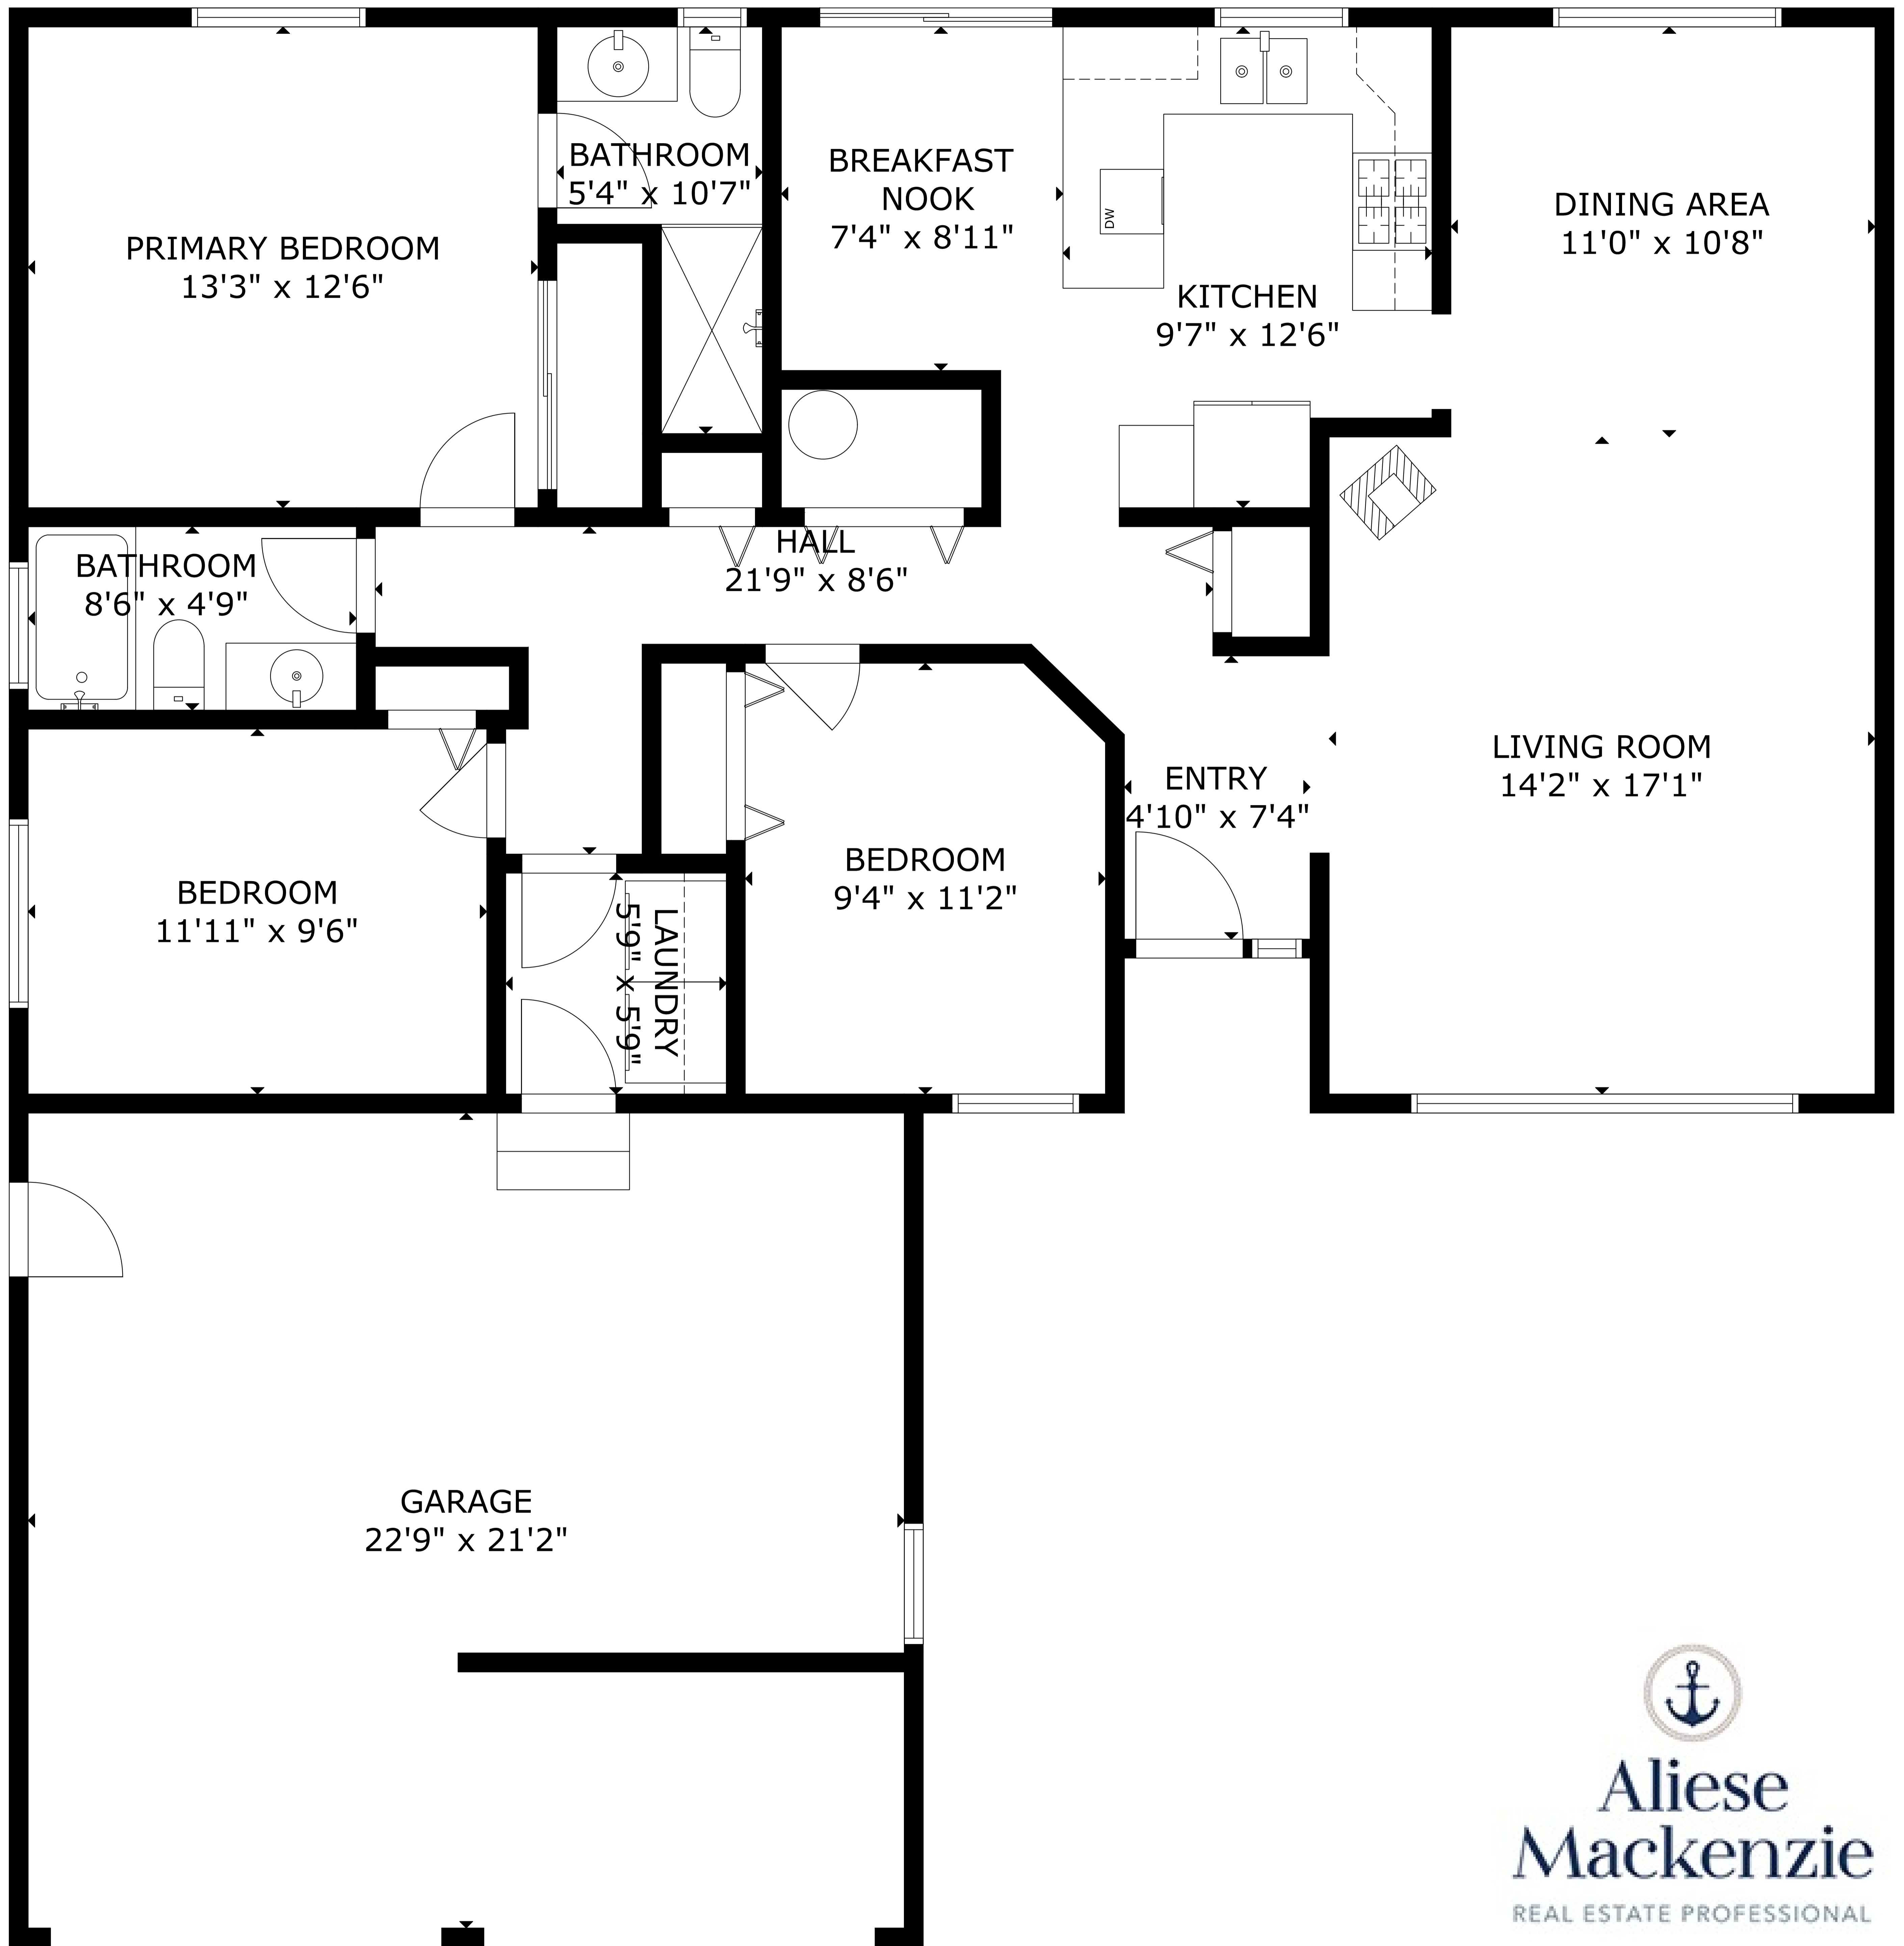 PRIMARY BEDROOM
13'3" x 12'6"
BATHROOM
5'4" x 10'7"
BREAKFAST
NOOK
7'4" x 8'11"
DW
KITCHEN
9'7" x 12'6"
DINING AREA
11'0" x 10'8"
BATHROOM
8'6" x 4'9"
HALL
21'9" x 8'6"
LIVING ROOM
14'2" x 17'1"
ENTRY
4'10" x 7'4"
BEDROOM
11'11" x 9'6"
LAUNDRY
5'9" x 5'9"
BEDROOM
9'4" x 11'2"
GARAGE
22'9" x 21'2"
Aliese
Mackenzie
REAL ESTATE PROFESSIONAL